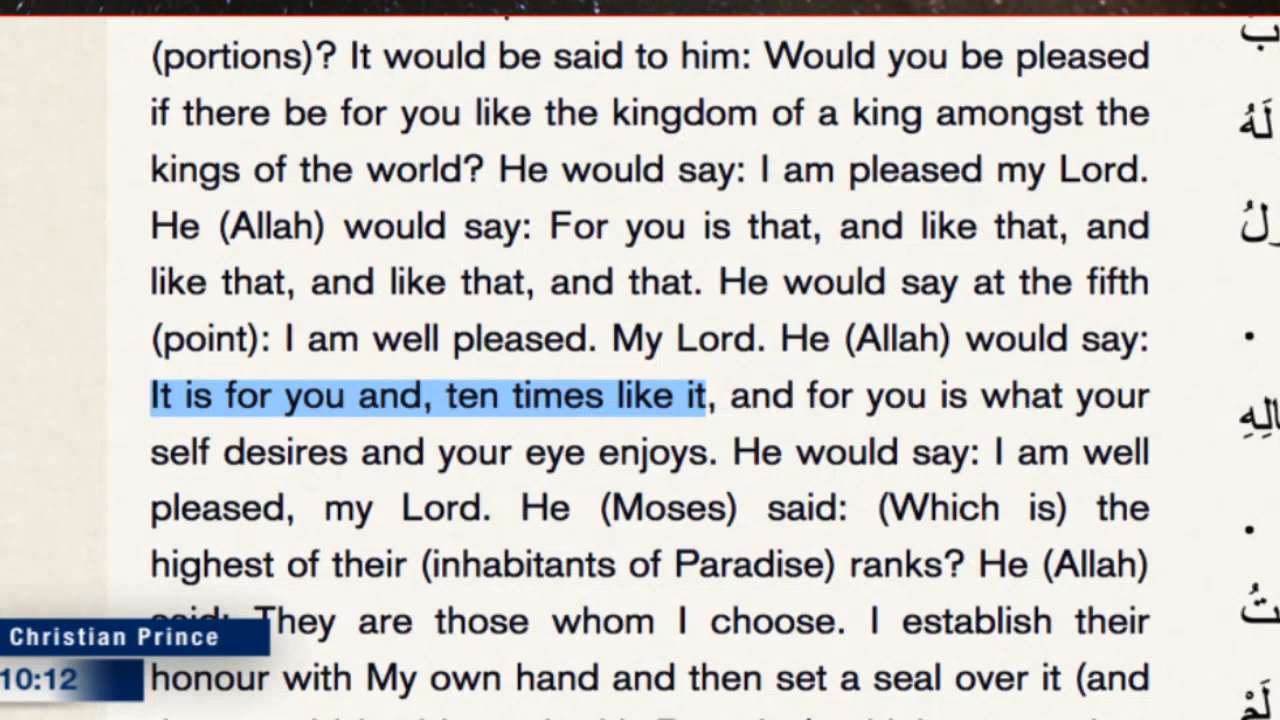 (portions)? It would be said to him: Would you be pleased
if there be for you like the kingdom of a king amongst the
kings of the world? He would say: I am pleased my Lord.
He (Allah) would say: For you is that, and like that, and
like that, and like that, and that. He would say at the fifth
(point): I am well pleased. My Lord. He (Allah) would say:
It is for you and, ten times like it, and for you is what your
self desires and your eye enjoys. He would say: I am well
pleased, my Lord. He (Moses) said: (Which is) the
highest of their (inhabitants of Paradise) ranks? He (Allah)
said: They are those whom I choose. I establish their
honour with My own hand and then set a seal over it (and
لَهُ
Christian Prince
10:12